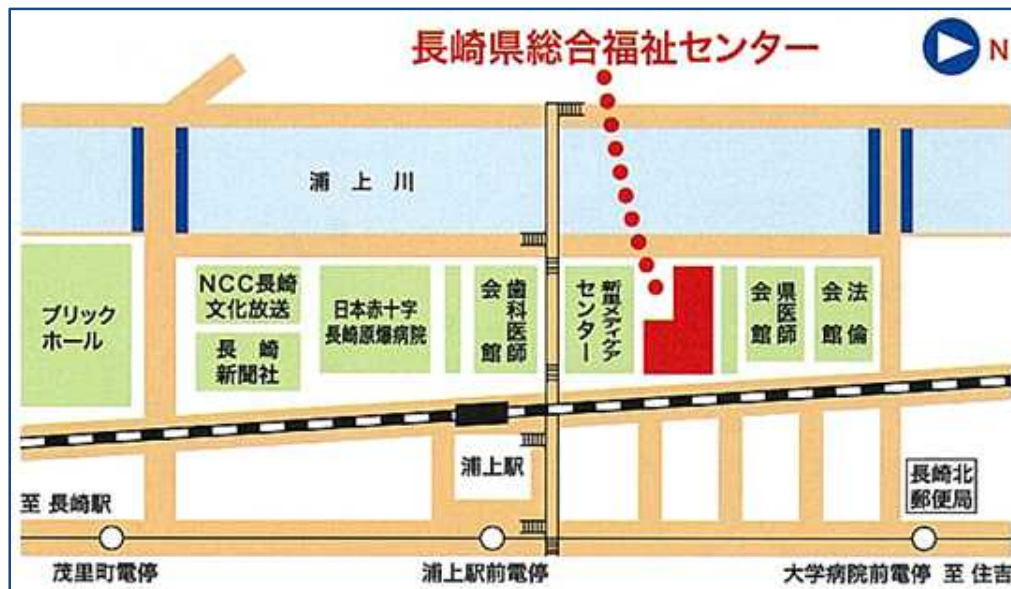 長崎県総合福祉センター
N
浦上川
ブリック
ホール
NCC長崎
文化放送
長崎
新聞社
日本赤十字
長崎原爆病院
歯科医師
会館
新里メディケア
センター
県医師
会館
法倫
会館
浦上駅
至 長崎駅
長崎北
郵便局
茂里町電停
浦上駅前電停
大学病院前電停 至 住吉